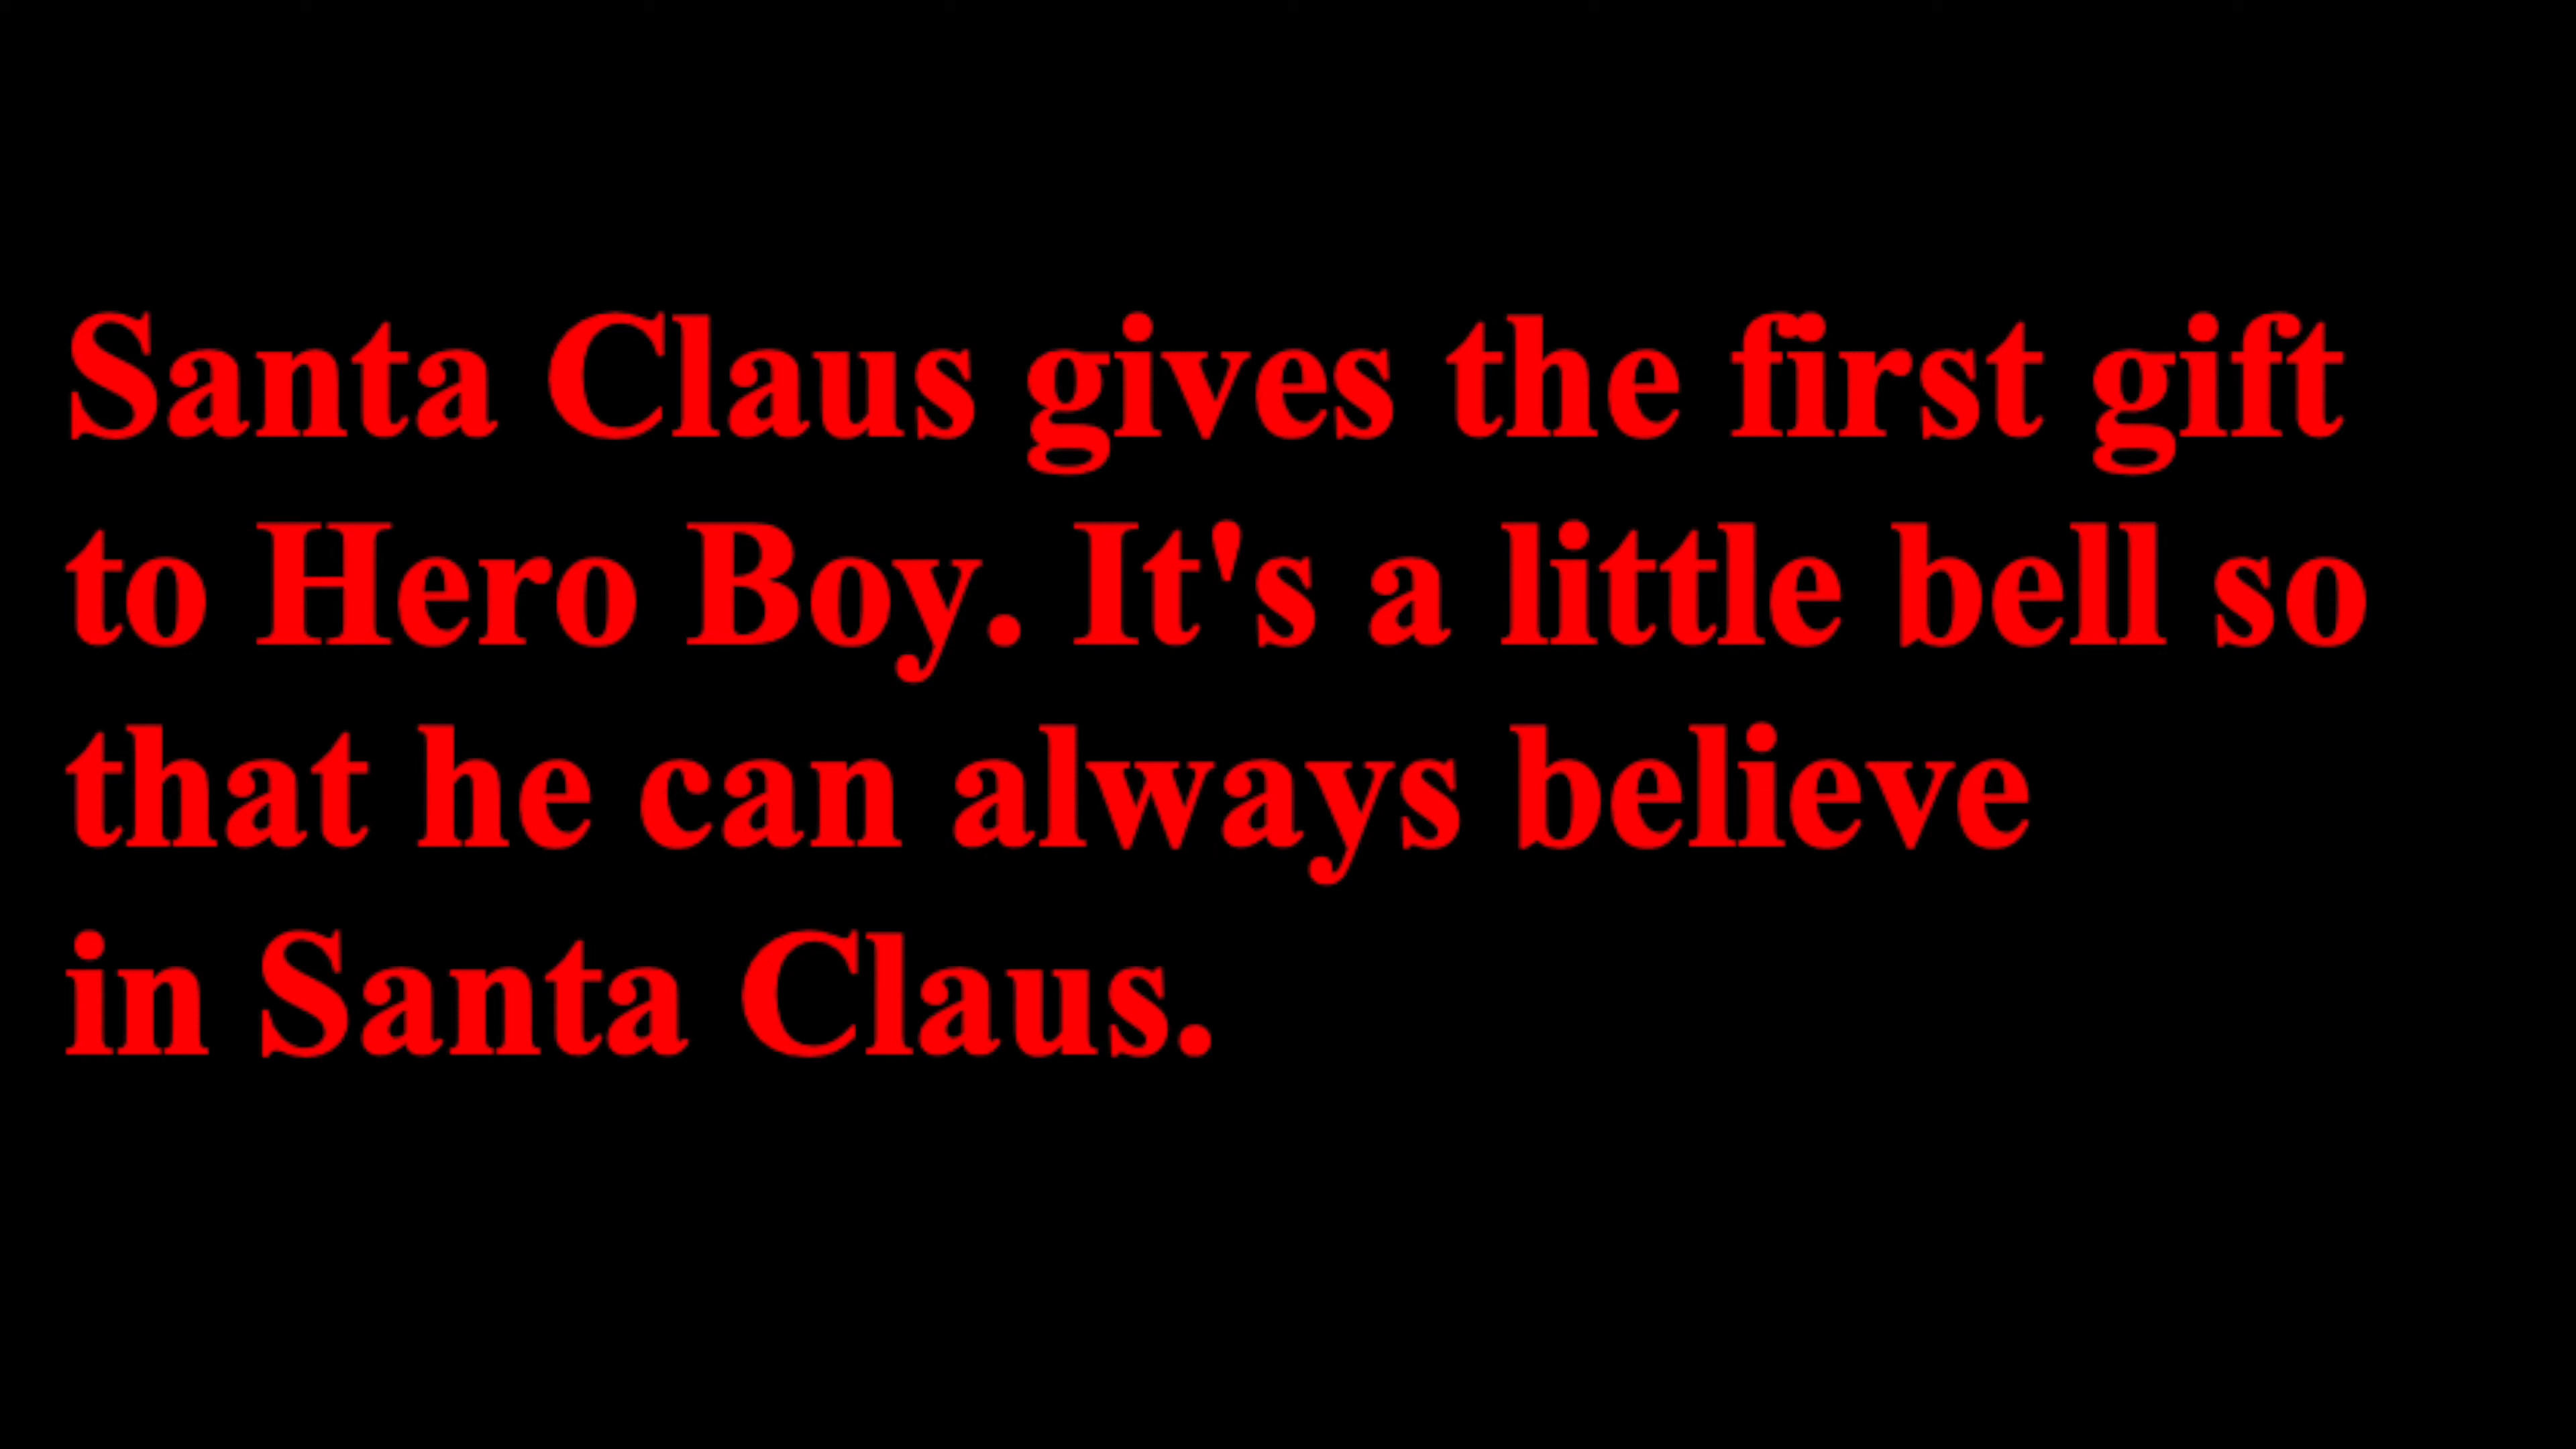 Santa Claus gives the first gift
to Hero Boy. It's a little bell so
that he can always believe
in Santa Claus.